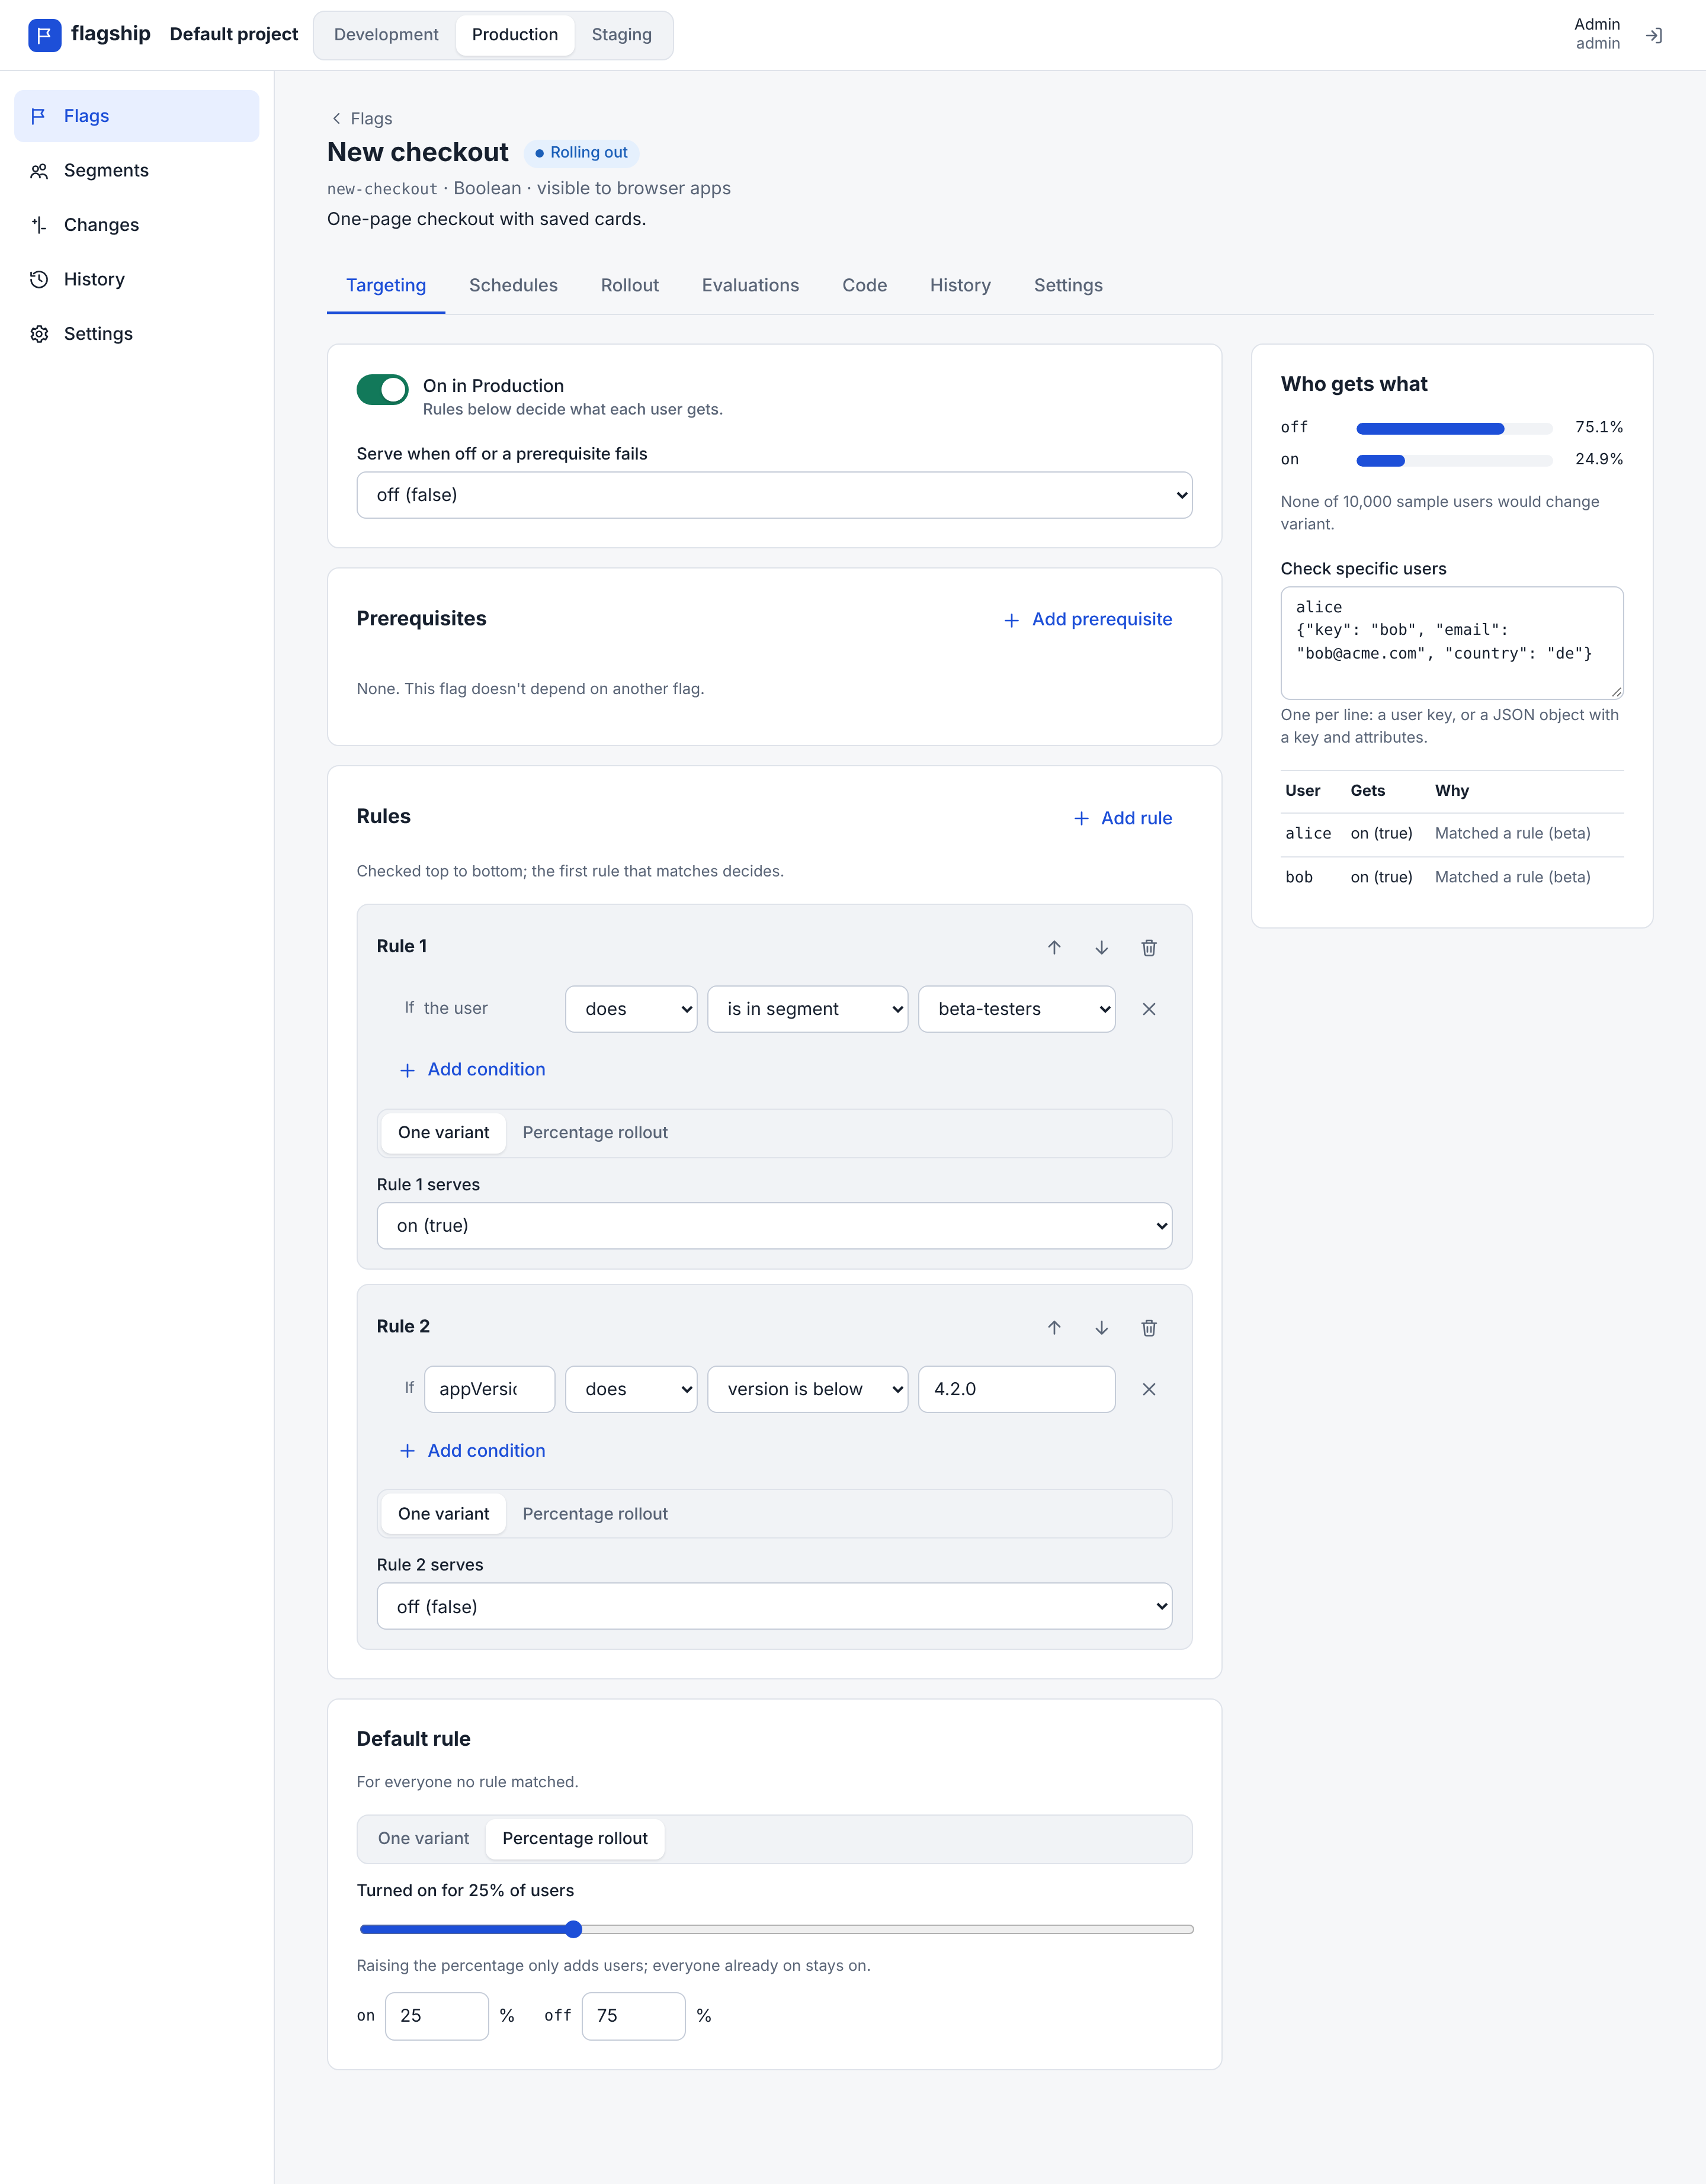 flagship
Default project
Development
Production
Staging
Admin
admin
Flags
Segments
Changes
History
Settings
Flags
New checkout
Rolling out
new-checkout · Boolean · visible to browser apps
One-page checkout with saved cards.
Targeting
Schedules
Rollout
Evaluations
Code
History
Settings
On in Production
Rules below decide what each user gets.
Serve when off or a prerequisite fails
off (false)
Prerequisites
Add prerequisite
None. This flag doesn't depend on another flag.
Rules
Add rule
Checked top to bottom; the first rule that matches decides.
Rule 1
If the user
does
is in segment
beta-testers
Add condition
One variant
Percentage rollout
Rule 1 serves
on (true)
Rule 2
If
appVersic
does
version is below
4.2.0
Add condition
One variant
Percentage rollout
Rule 2 serves
off (false)
Default rule
For everyone no rule matched.
One variant
Percentage rollout
Turned on for 25% of users
Raising the percentage only adds users; everyone already on stays on.
on 25 % off 75 %
Who gets what
off 75.1%
on 24.9%
None of 10,000 sample users would change
variant.
Check specific users
alice
{"key": "bob", "email":
"bob@acme.com", "country": "de"}
One per line: a user key, or a JSON object with
a key and attributes.
User Gets Why
alice on (true) Matched a rule (beta)
bob on (true) Matched a rule (beta)